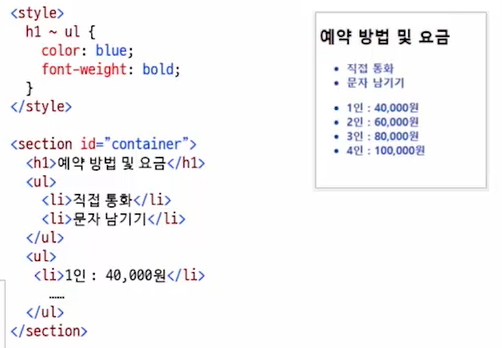 <style>
h1 ~ ul {
color: blue;
font-weight: bold;
}
</style>
<section id="container">
<h1>예약 방법 및 요금</h1>
<ul>
<li>직접 통화</li>
<li>문자 남기기</li>
</ul>
<ul>
<li>1인 : 40,000원</li>
……
</ul>
</section>
예약 방법 및 요금
• 직접 통화
• 문자 남기기
• 1인 : 40,000원
• 2인 : 60,000원
• 3인 : 80,000원
• 4인 : 100,000원